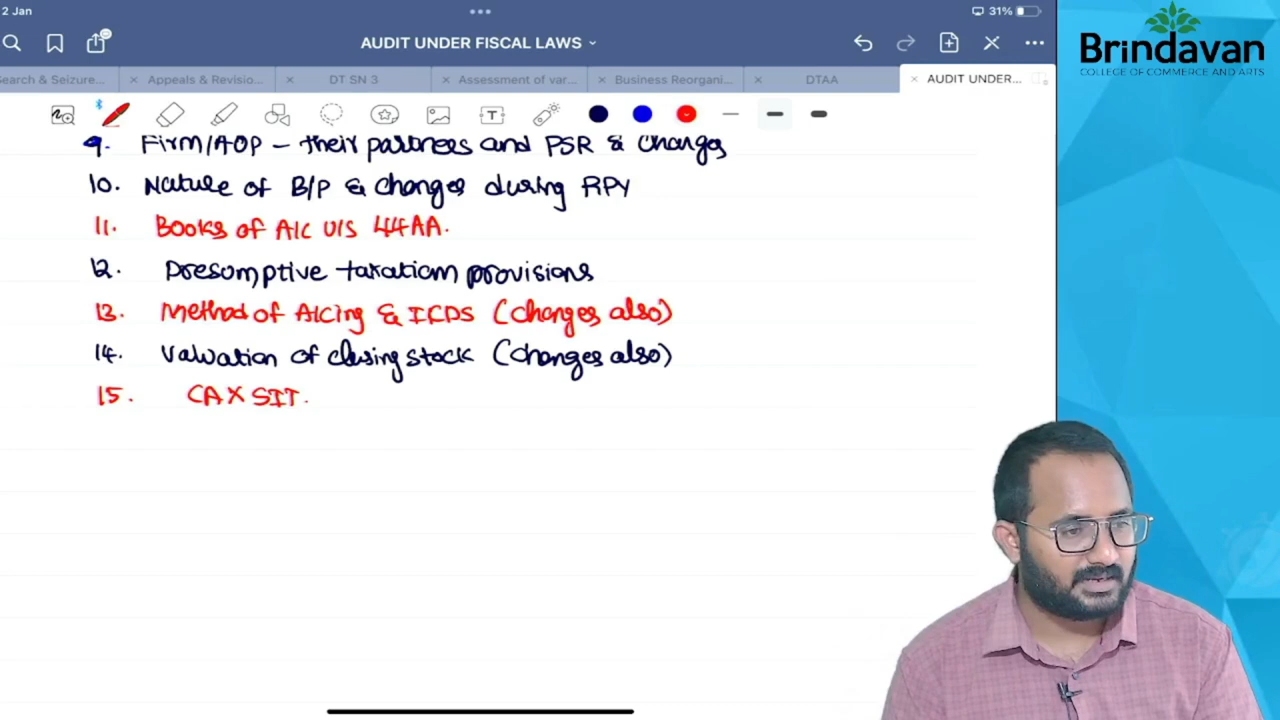 2 Jan
31%
AUDIT UNDER FISCAL LAWS
earch & Seizure...
Appeals & Revisio...
DT SN 3
Assessment of var...
Business Reorgani...
DTAA
AUDIT UNDER...
Brindavan
COLLEGE OF COMMERCE AND ARTS
9. Firm/AOP – their partners and PSR & Changes
10. Nature of B/P & changes during RPY
11. Books of A/C U/S 44AA.
12. Presumptive taxation provisions
13. Method of A/cing & ICDS (changes also)
14. Valuation of closing stock (changes also)
15. CA X SIT.